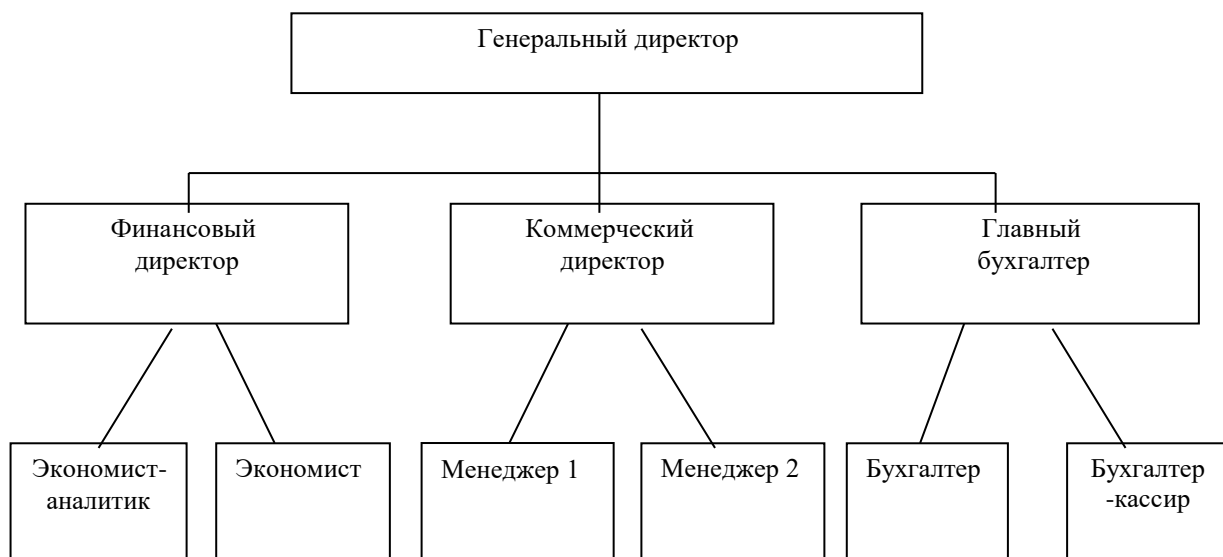 Генеральный директор
Финансовый
директор
Коммерческий
директор
Главный
бухгалтер
Экономист-
аналитик
Экономист
Менеджер 1
Менеджер 2
Бухгалтер
Бухгалтер
-кассир